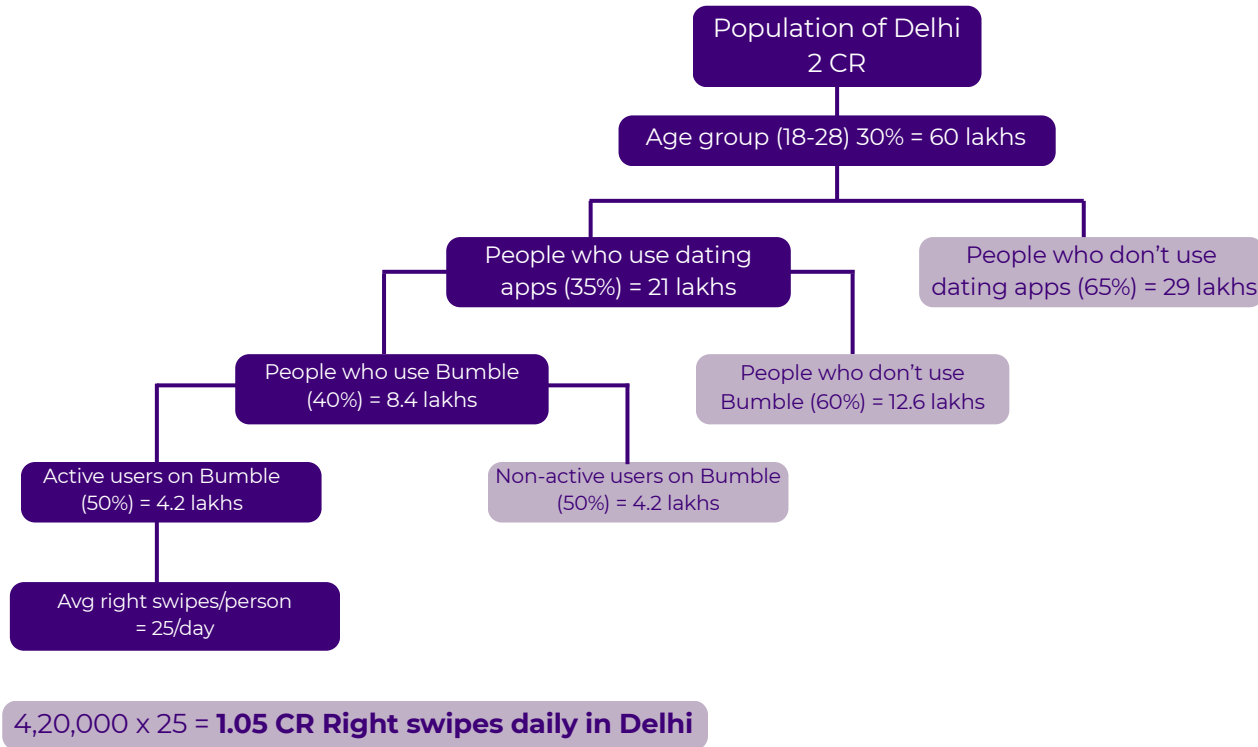 Population of Delhi
2 CR
Age group (18-28) 30% = 60 lakhs
People who use dating
apps (35%) = 21 lakhs
People who don’t use
dating apps (65%) = 29 lakhs
People who use Bumble
(40%) = 8.4 lakhs
People who don’t use
Bumble (60%) = 12.6 lakhs
Active users on Bumble
(50%) = 4.2 lakhs
Non-active users on Bumble
(50%) = 4.2 lakhs
Avg right swipes/person
= 25/day
4,20,000 x 25 = 1.05 CR Right swipes daily in Delhi